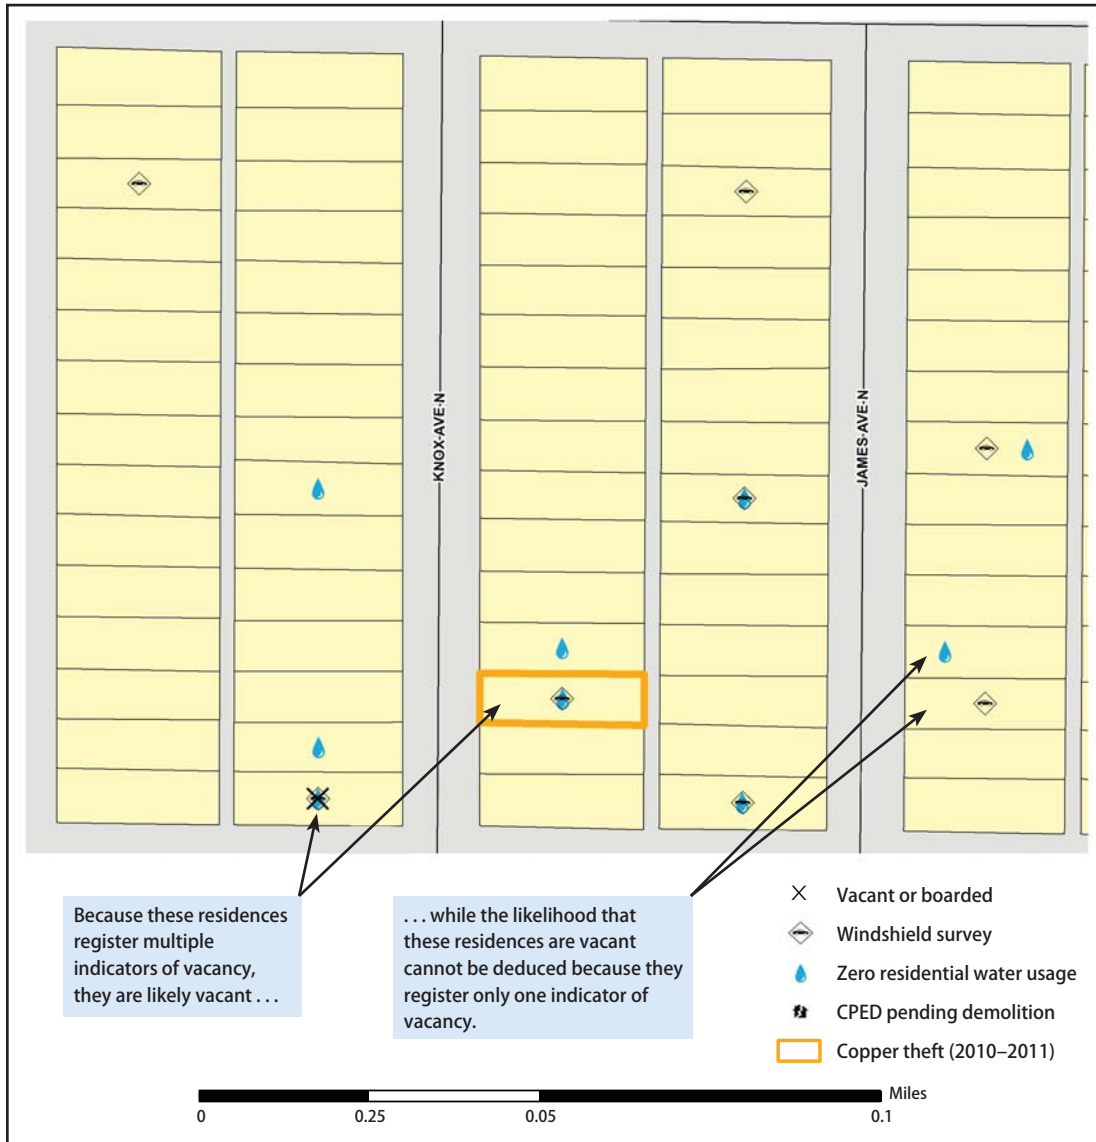 KNOX-AVE-N
JAMES-AVE-N
Because these residences
register multiple
indicators of vacancy,
they are likely vacant . . .
. . . while the likelihood that
these residences are vacant
cannot be deduced because they
register only one indicator of
vacancy.
Vacant or boarded
Windshield survey
Zero residential water usage
CPED pending demolition
Copper theft (2010–2011)
Miles
0 0.25 0.05 0.1